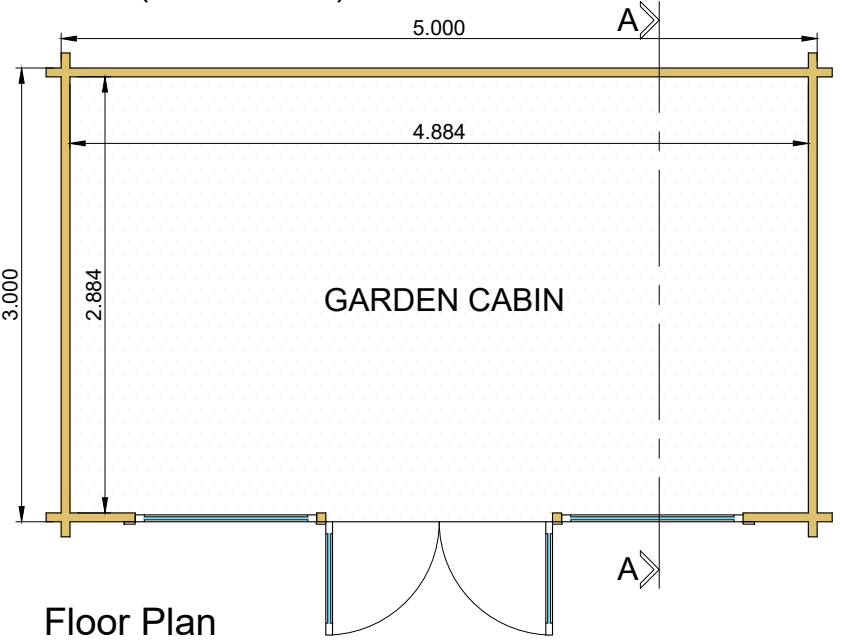 5.000
A
4.884
3.000
2.884
GARDEN CABIN
A
Floor Plan